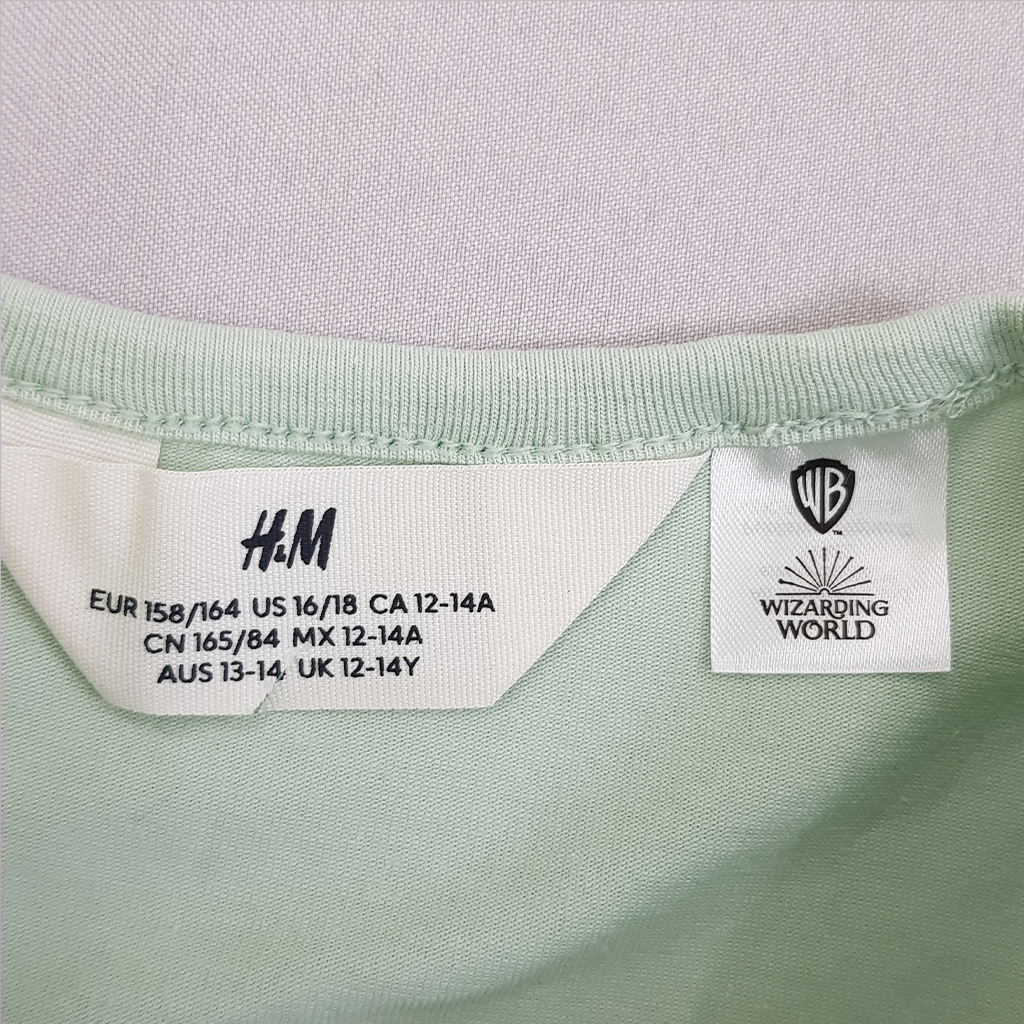 H&M
EUR 158/164 US 16/18 CA 12-14A
CN 165/84 MX 12-14A
AUS 13-14, UK 12-14Y
WB
™
WIZARDING
WORLD